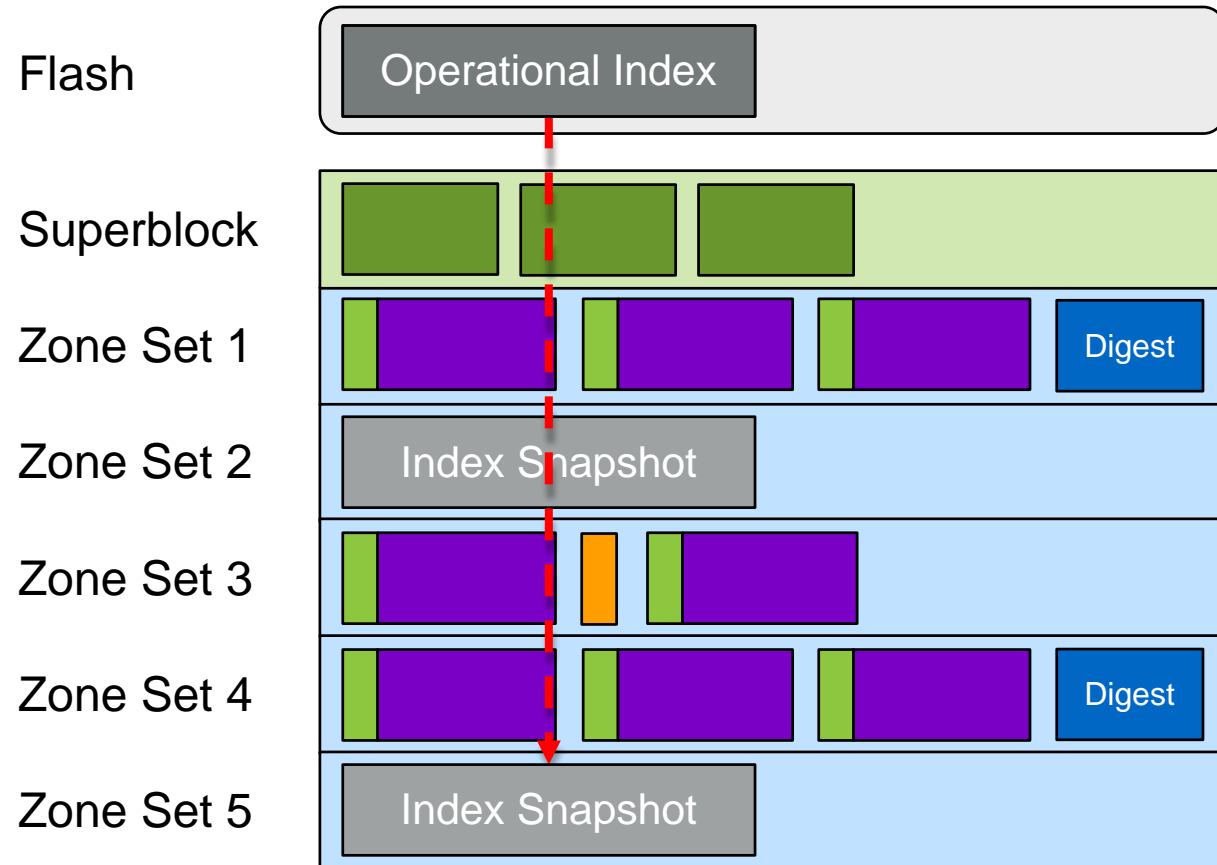 Flash
Operational Index
Superblock
Zone Set 1
Digest
Zone Set 2
Index Snapshot
Zone Set 3
Zone Set 4
Digest
Zone Set 5
Index Snapshot